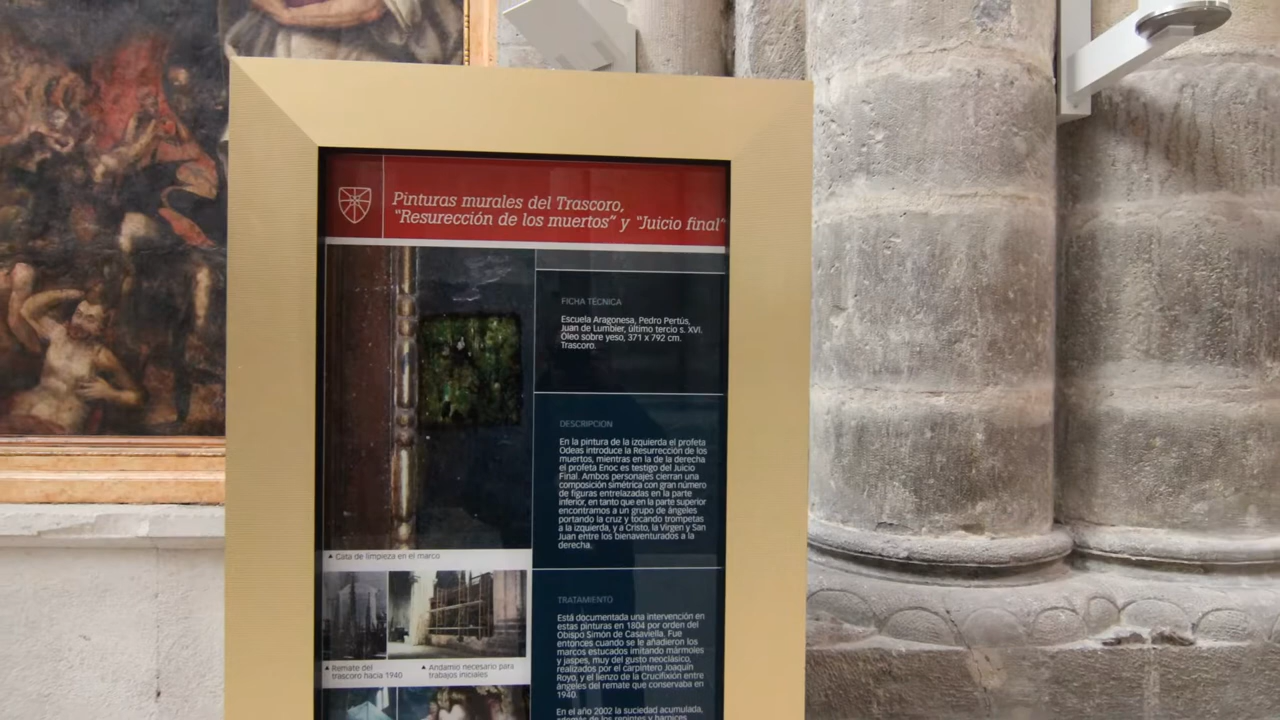 Pinturas murales del Trascoro,
"Resurección de los muertos" y "Juicio final"
FICHA TÉCNICA
Escuela Aragonesa, Pedro Pertús,
Juan de Lumbier, último tercio s. XVI.
Óleo sobre yeso, 371 x 792 cm.
Trascoro.
DESCRIPCION
En la pintura de la izquierda el profeta
Odeas introduce la Resurrección de los
muertos, mientras en la de la derecha
el profeta Enoc es testigo del Juicio
Final. Ambos personajes cierran una
composición simétrica con gran número
de figuras entrelazadas en la parte
inferior, en tanto que en la parte superior
encontramos a un grupo de ángeles
portando la cruz y tocando trompetas
a la izquierda, y a Cristo, la Virgen y San
Juan entre los bienaventurados a la
derecha.
Cata de limpieza en el marco
Remate del
trascoro hacia 1940
Andamio necesario para
trabajos iniciales
TRATAMIENTO
Está documentada una intervención en
estas pinturas en 1804 por orden del
Obispo Simón de Casaviella. Fue
entonces cuando se le añadieron los
marcos estucados imitando mármoles
y jaspes, muy del gusto neoclásico,
realizados por el carpintero Joaquín
Royo, y el lienzo de la Crucifixión entre
ángeles del remate que conservaba en
1940.
En el año 2002 la suciedad acumulada,
además de los repintes y barnices